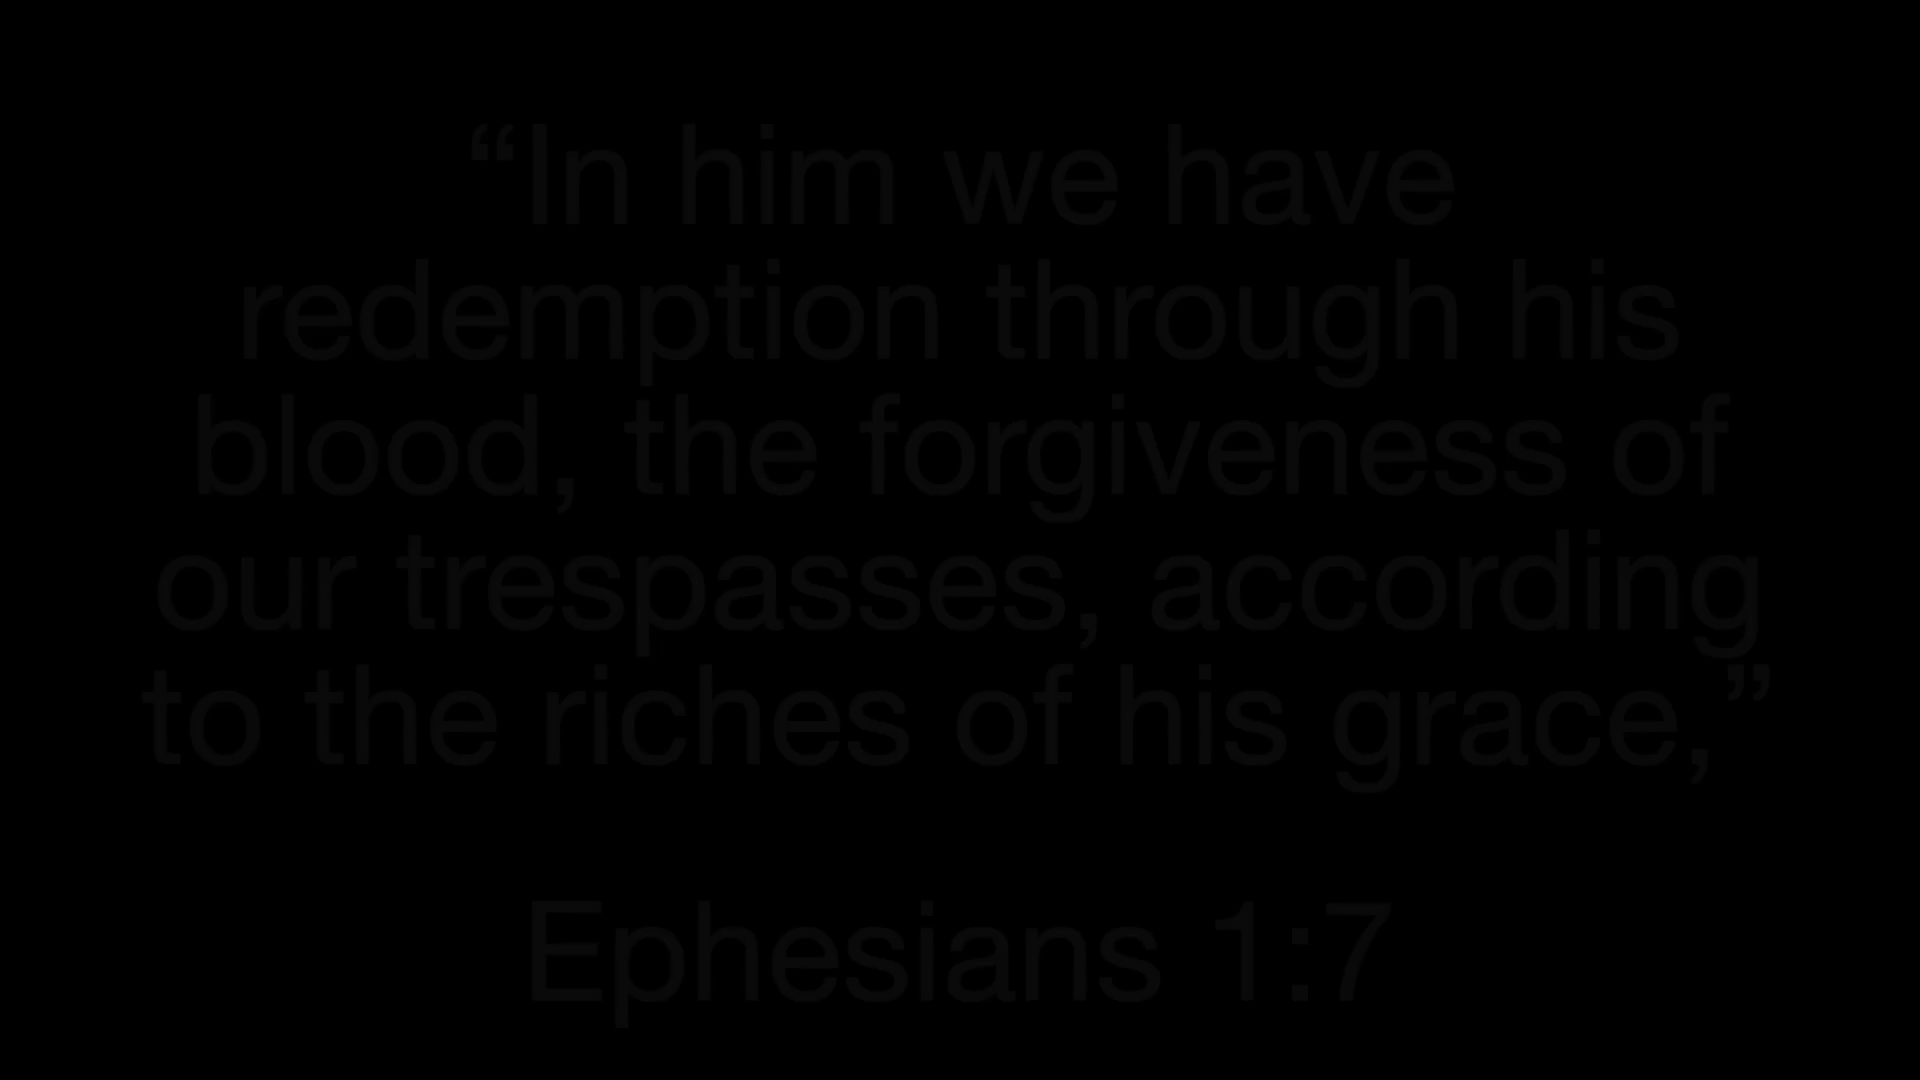 “In him we have
redemption through his
blood, the forgiveness of
our trespasses, according
to the riches of his grace,”
Ephesians 1:7